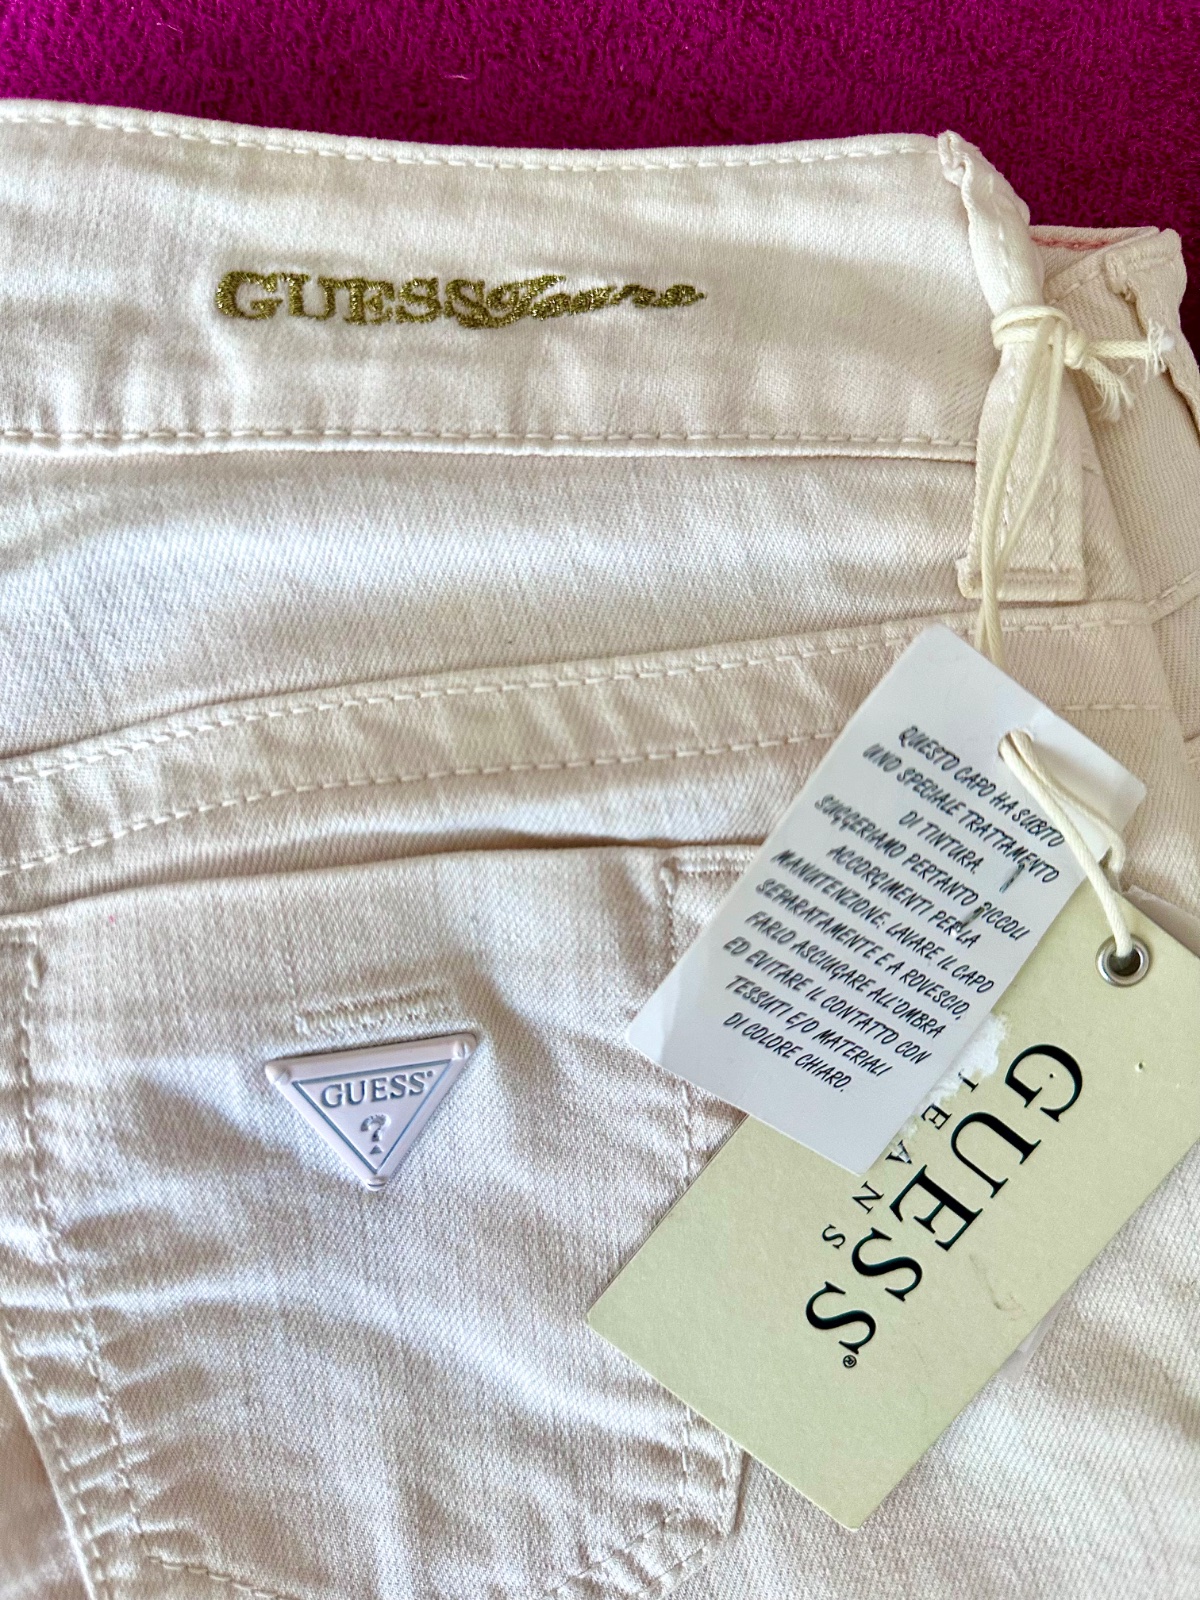 GUESS Jeans
QUESTO CAPO HA SUBITO
UNO SPECIALE TRATTAMENTO
DI TINTURA.
SUGGERIAMO PERTANTO PICCOLI
ACCORGIMENTI PER LA
MANUTENZIONE: LAVARE IL CAPO
SEPARATAMENTE E A ROVESCIO,
FARLO ASCIUGARE ALL'OMBRA
ED EVITARE IL CONTATTO CON
TESSUTI E/O MATERIALI
DI COLORE CHIARO.
GUESS®
?
GUESS®
JEANS